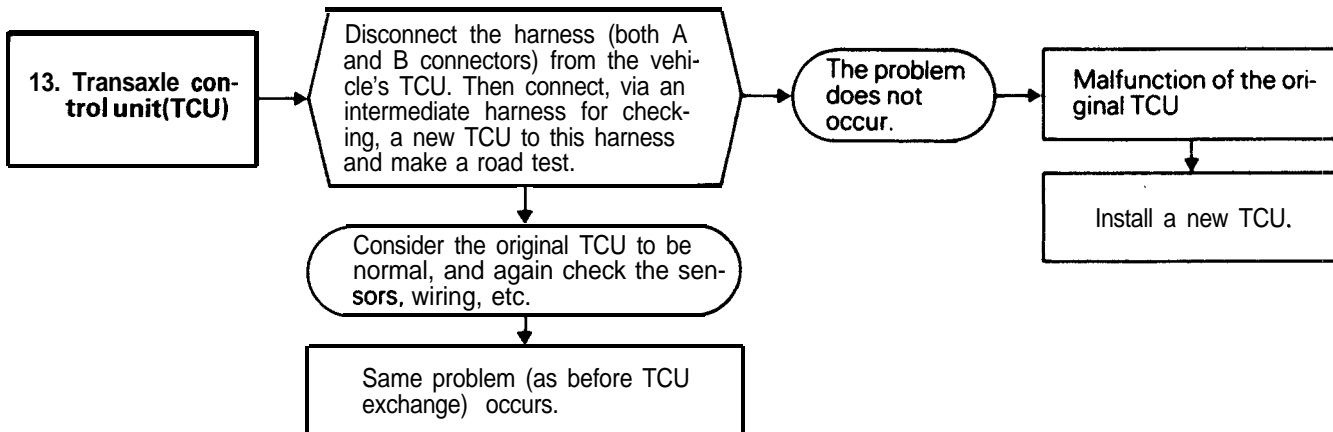 13. Transaxle con-
trol unit(TCU)
Disconnect the harness (both A
and B connectors) from the vehi-
cle's TCU. Then connect, via an
intermediate harness for check-
ing, a new TCU to this harness
and make a road test.
The problem
does not
occur.
Malfunction of the ori-
ginal TCU
Install a new TCU.
Consider the original TCU to be
normal, and again check the sen-
sors, wiring, etc.
Same problem (as before TCU
exchange) occurs.